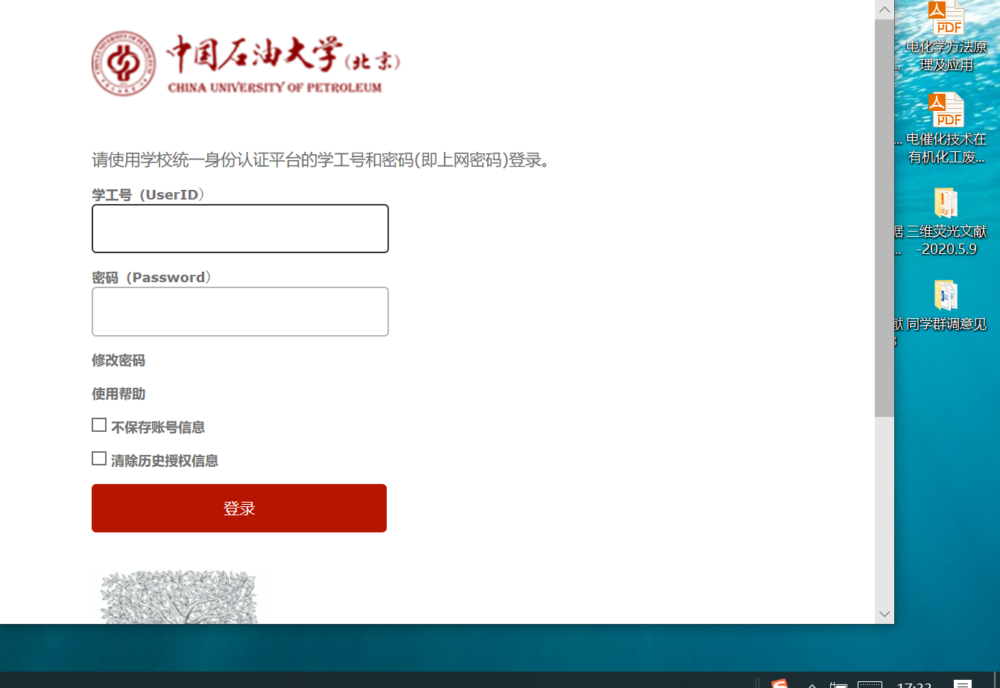 中国石油大学(北京)
CHINA UNIVERSITY OF PETROLEUM
请使用学校统一身份认证平台的学工号和密码(即上网密码)登录。
学工号（UserID）
密码（Password）
修改密码
使用帮助
不保存账号信息
清除历史授权信息
登录
电化学方法原
理及应用
电催化技术在
有机化工废...
三维荧光文献
-2020.5.9
同学群调意见